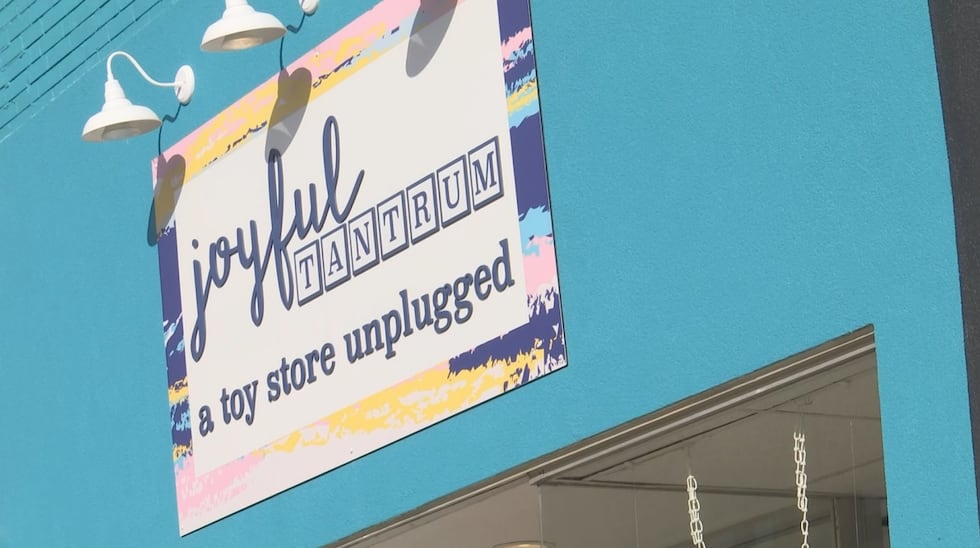 joyful
TANTRUM
a toy store unplugged